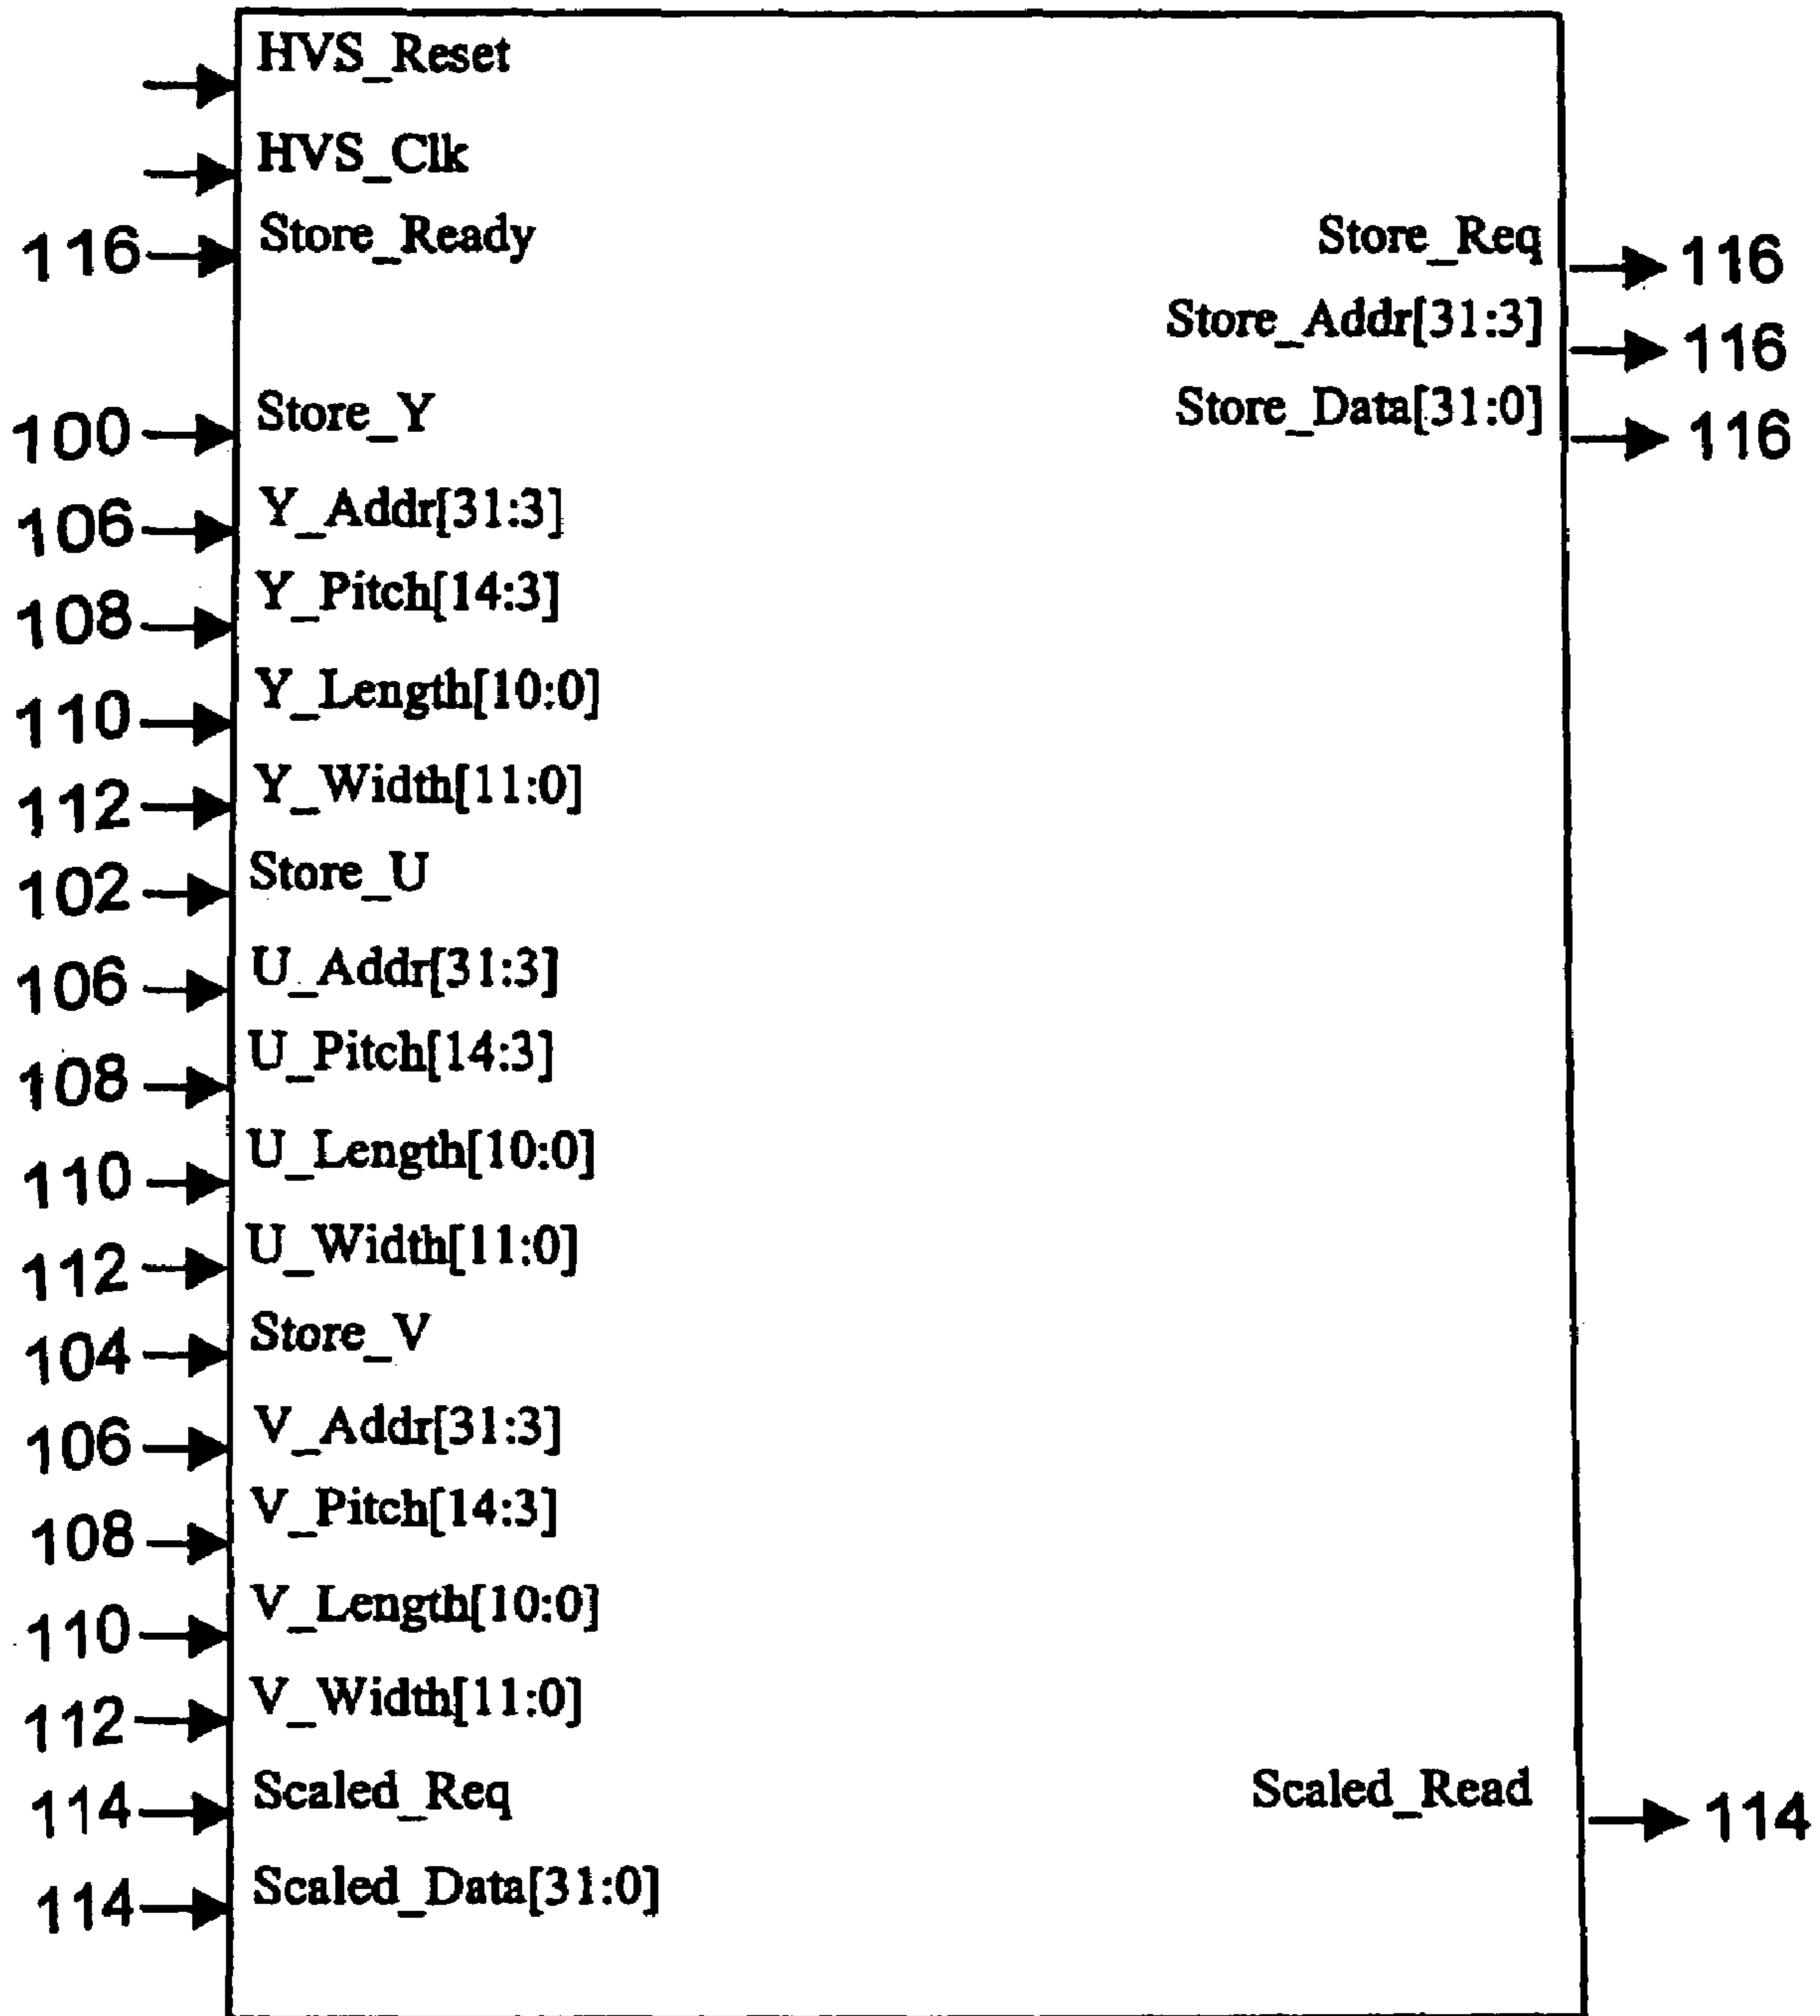 HVS_Reset
HVS_Clk
116 Store_Ready Store_Req 116
Store_Addr[31:3] 116
100 Store_Y Store_Data[31:0] 116
106 Y_Addr[31:3]
108 Y_Pitch[14:3]
110 Y_Length[10:0]
112 Y_Width[11:0]
102 Store_U
106 U_Addr[31:3]
108 U_Pitch[14:3]
110 U_Length[10:0]
112 U_Width[11:0]
104 Store_V
106 V_Addr[31:3]
108 V_Pitch[14:3]
110 V_Length[10:0]
112 V_Width[11:0]
114 Scaled_Req Scaled_Read 114
114 Scaled_Data[31:0]